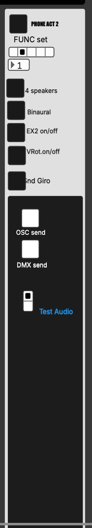 PHONE ACT 2
FUNC set
1
4 speakers
Binaural
EX2 on/off
VRot.on/off
nd Giro
OSC send
DMX send
Test Audio